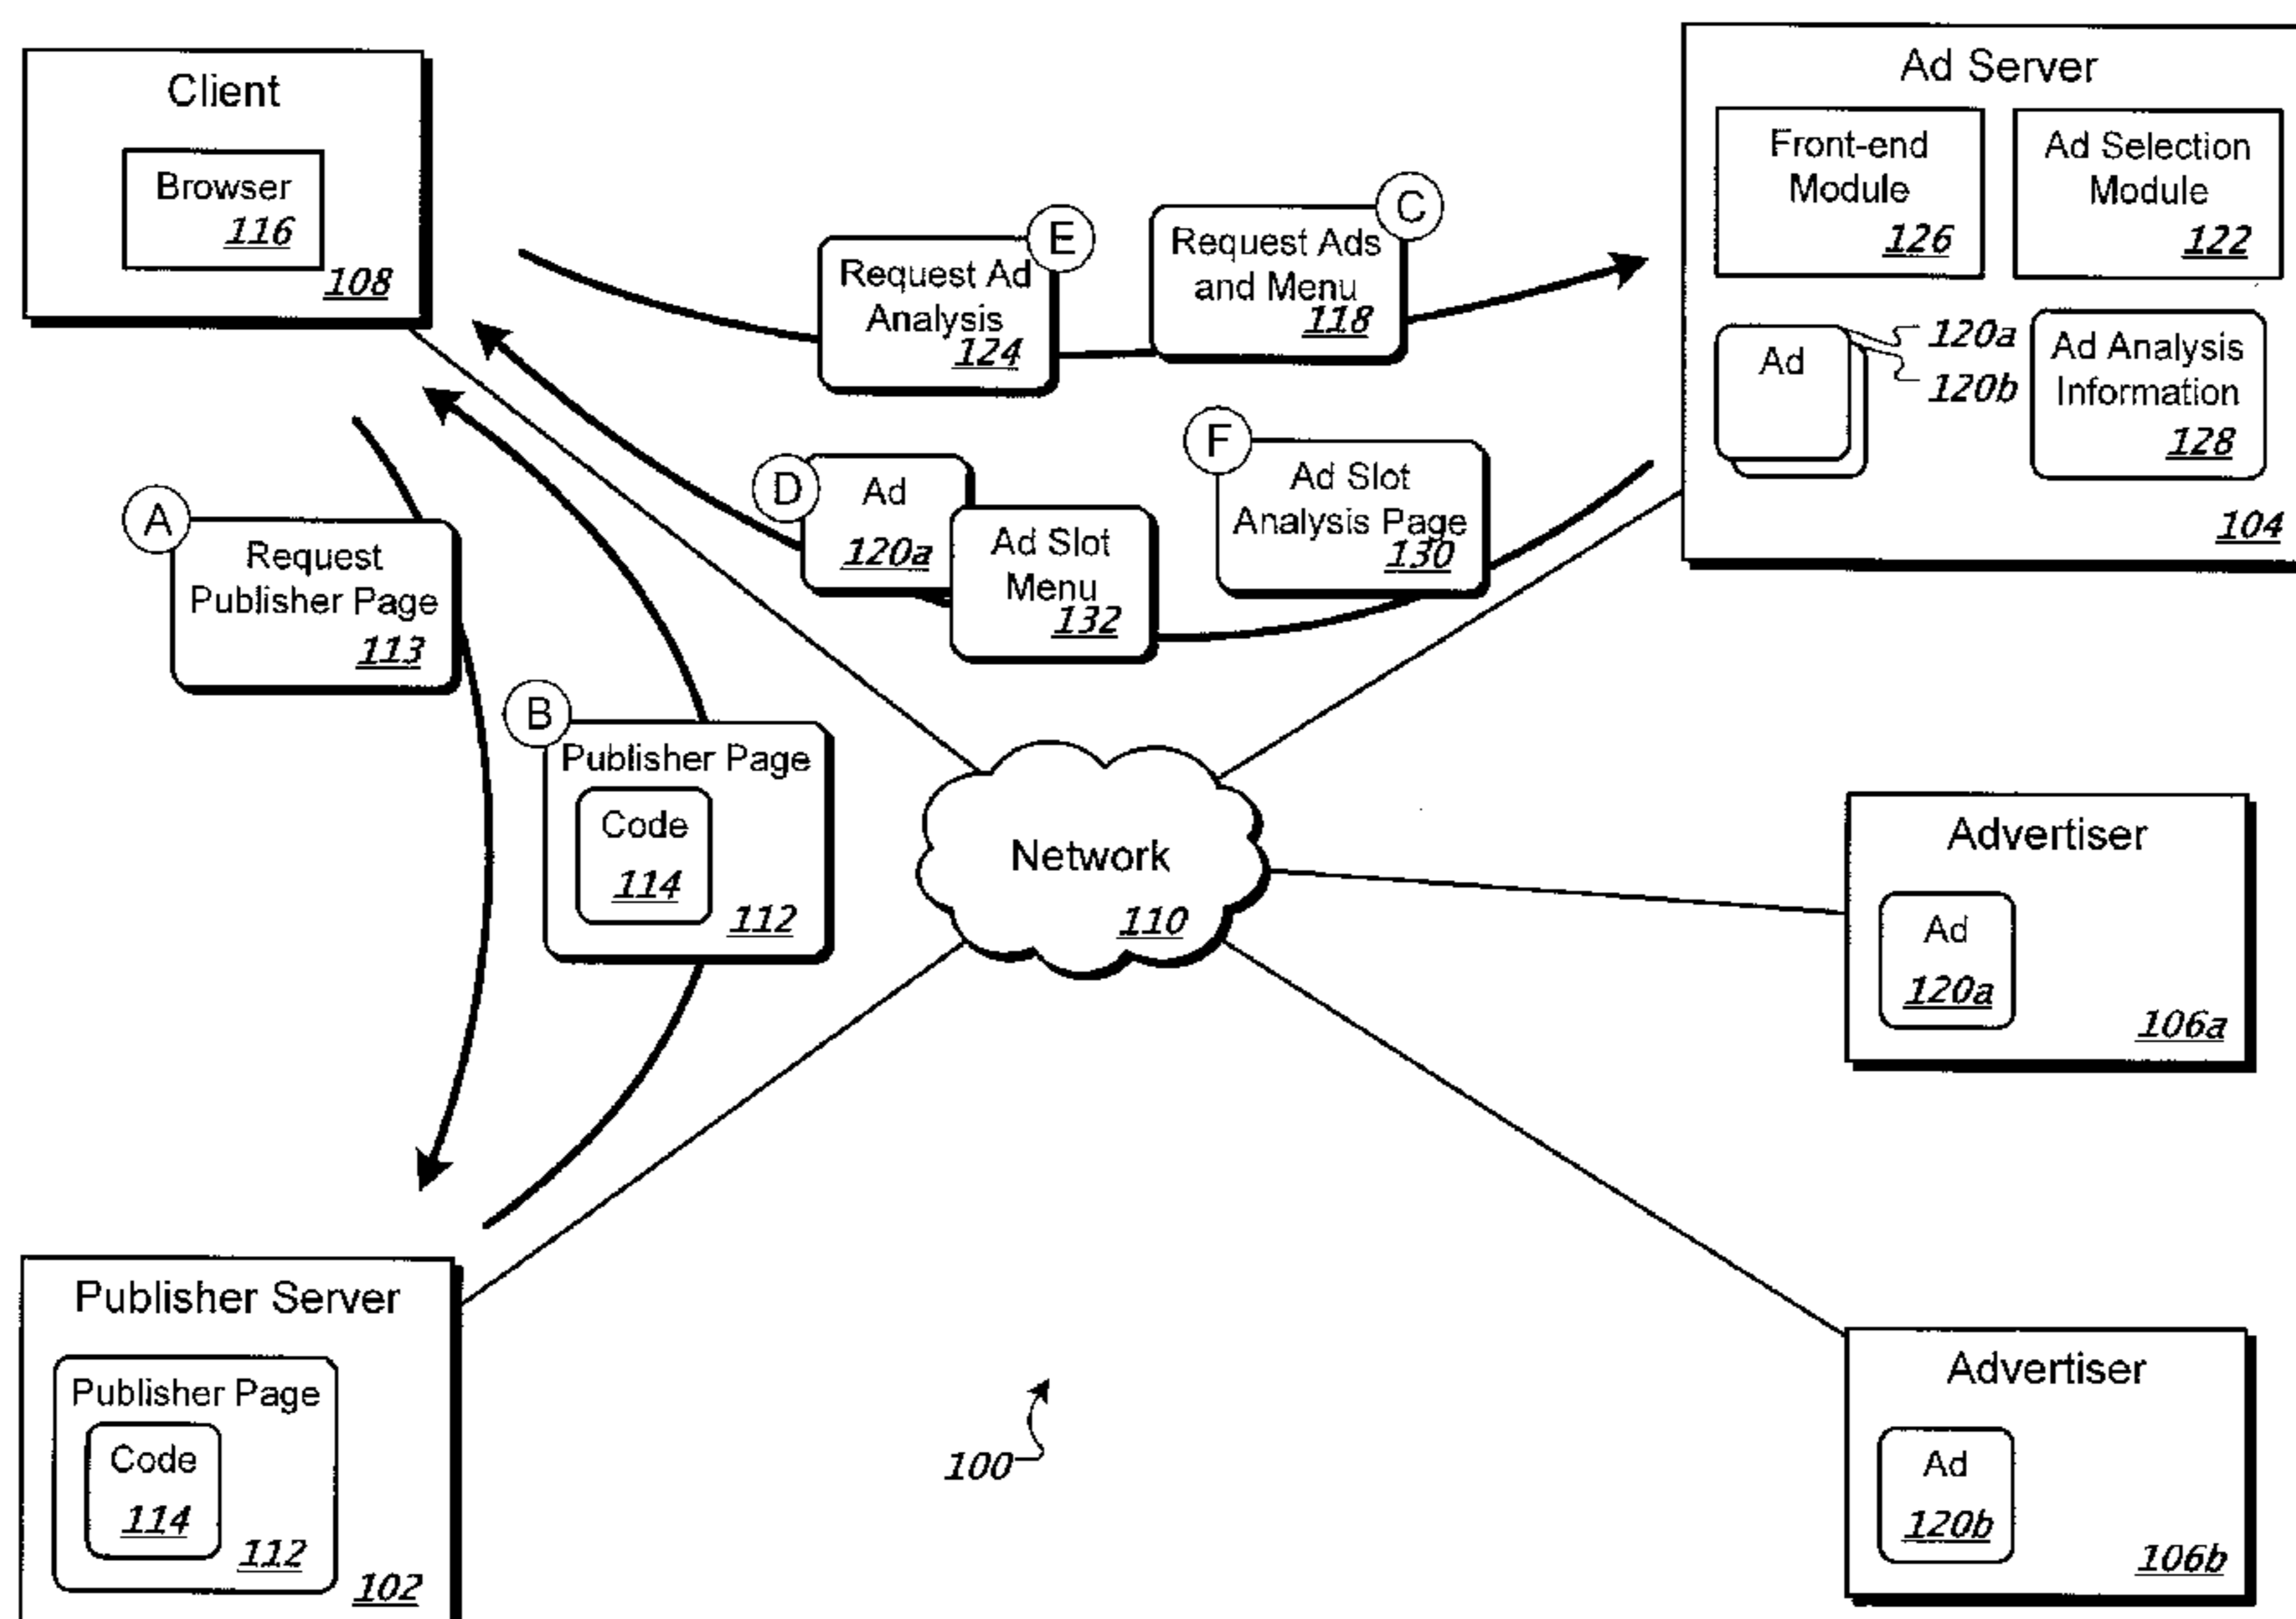 Client
Browser
116
108
E
Request Ad
Analysis
124
C
Request Ads
and Menu
118
Ad Server
Front-end
Module
126
Ad Selection
Module
122
Ad
120a
120b
Ad Analysis
Information
128
104
A
Request
Publisher Page
113
D
Ad
120a
Ad Slot
Menu
132
F
Ad Slot
Analysis Page
130
B
Publisher Page
Code
114
112
Network
110
Advertiser
Ad
120a
106a
Publisher Server
Publisher Page
Code
114
112
102
100
Advertiser
Ad
120b
106b